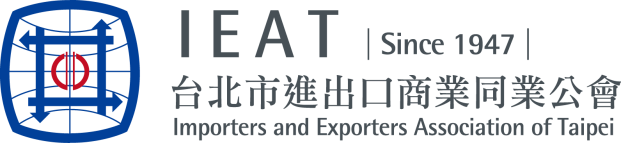 IEAT | Since 1947 |
台北市進出口商業同業公會
Importers and Exporters Association of Taipei